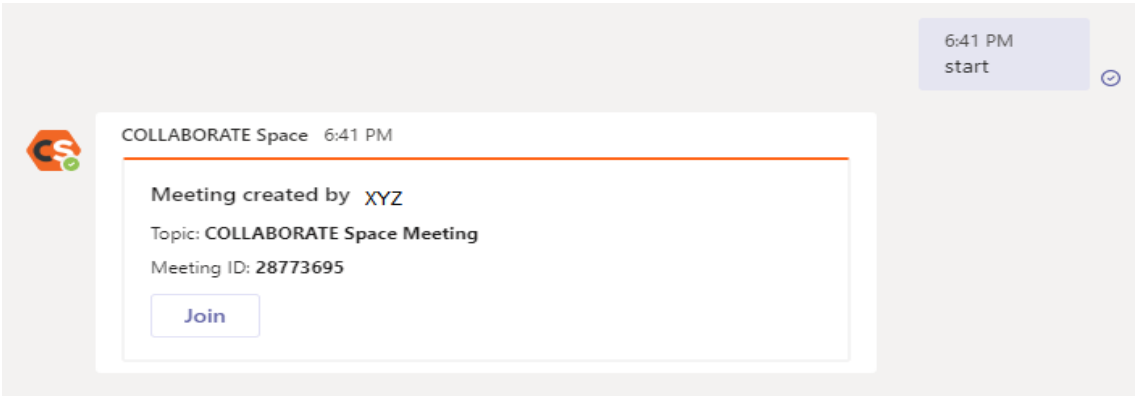 6:41 PM
start
CS
COLLABORATE Space 6:41 PM
Meeting created by XYZ
Topic: COLLABORATE Space Meeting
Meeting ID: 28773695
Join